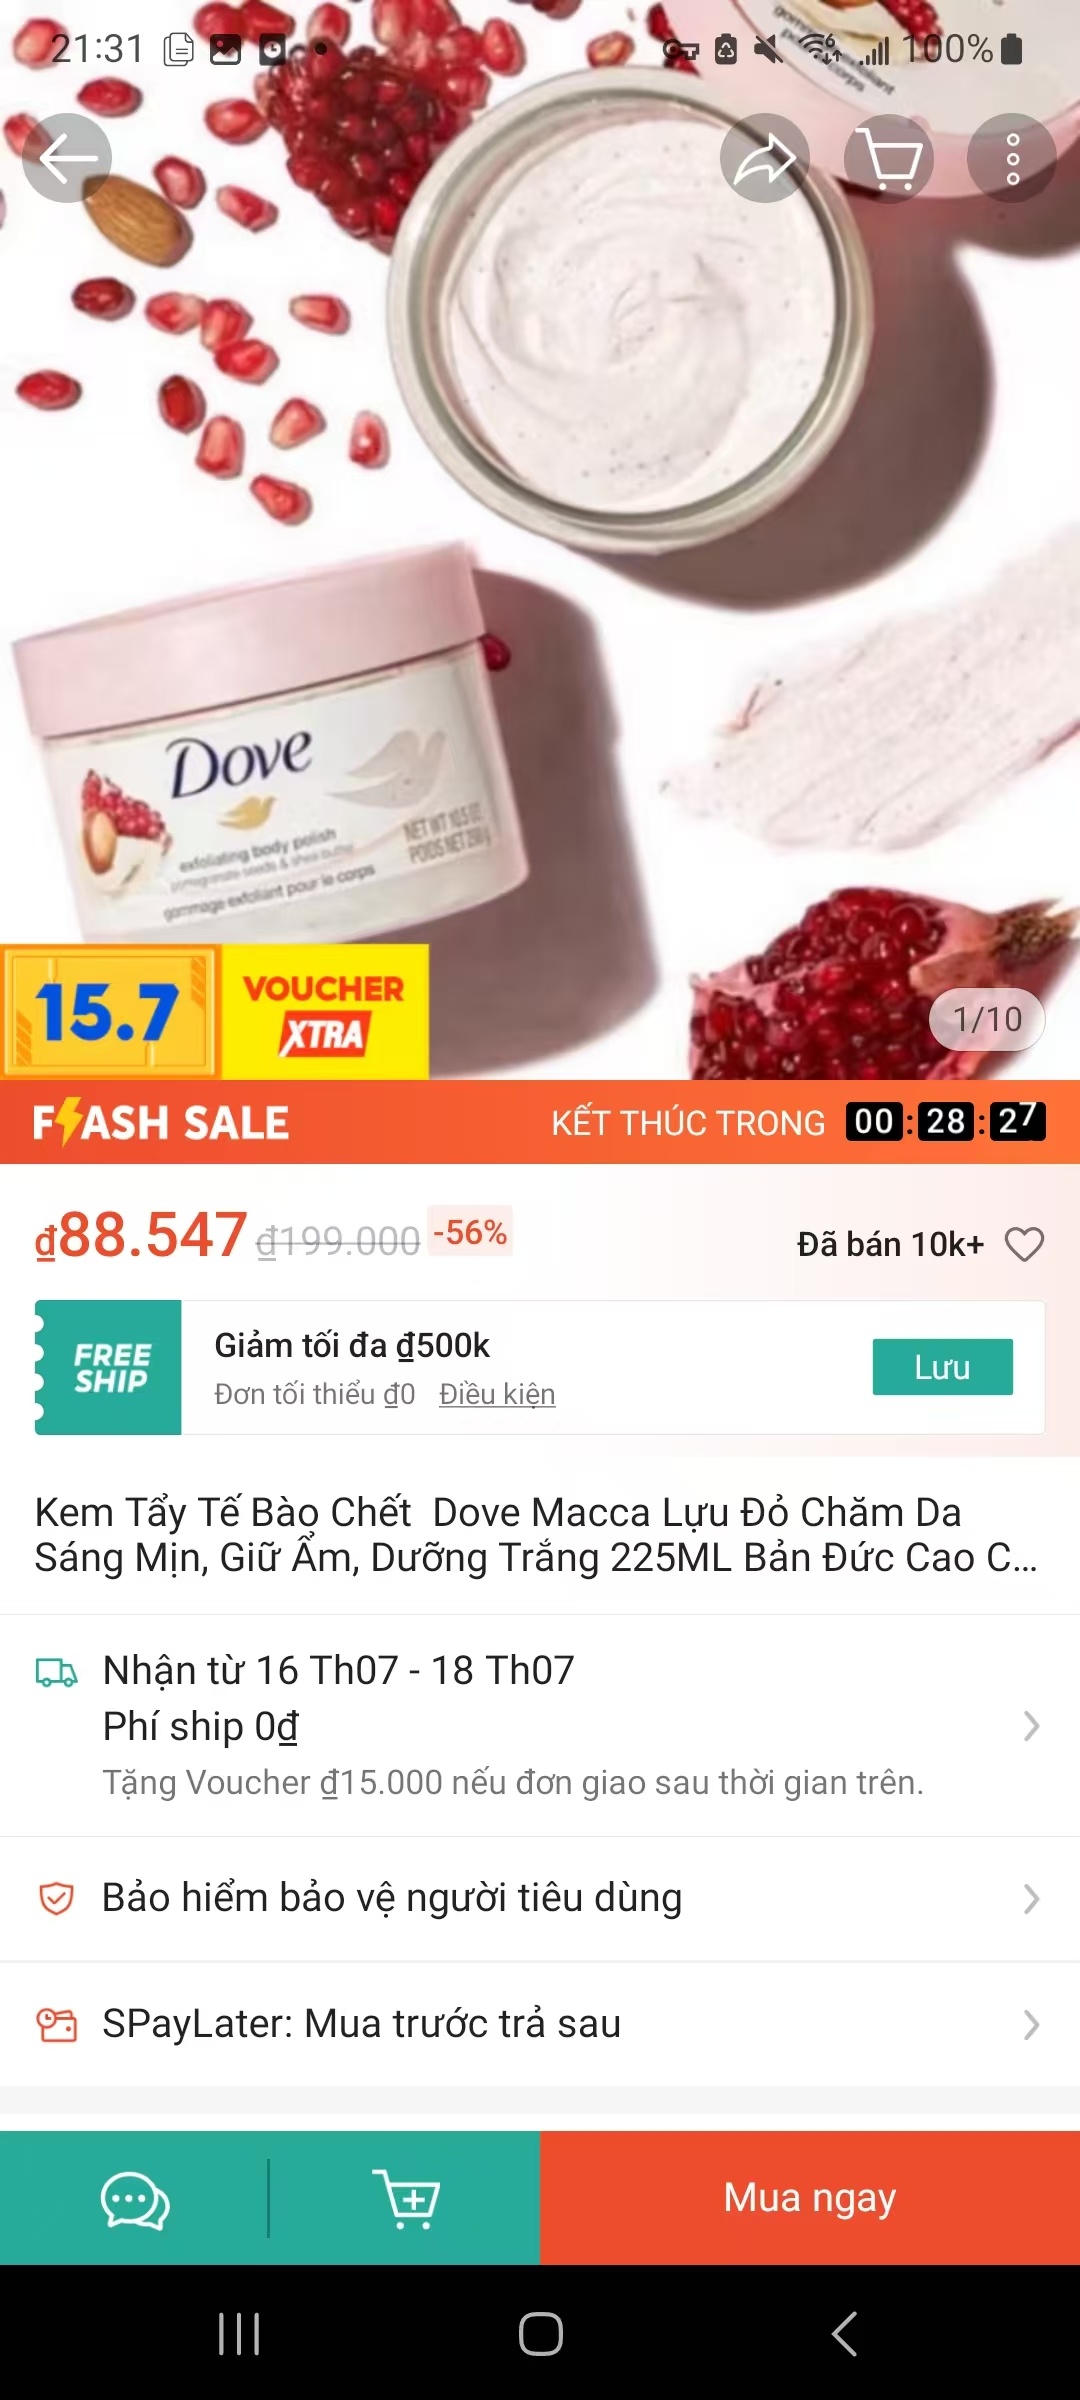 21:31
100%
Dove
exfoliating body polish
pomegranate seeds & shea butter
gommage exfoliant pour le corps
NET WT 10.5 OZ
POIDS NET 298 g
15.7
VOUCHER
XTRA
1/10
FLASH SALE
KẾT THÚC TRONG 00:28:27
₫88.547 ₫199.000 -56%
Đã bán 10k+
FREE
SHIP
Giảm tối đa ₫500k
Đơn tối thiểu ₫0 Điều kiện
Lưu
Kem Tẩy Tế Bào Chết Dove Macca Lựu Đỏ Chăm Da
Sáng Mịn, Giữ Ẩm, Dưỡng Trắng 225ML Bản Đức Cao C...
Nhận từ 16 Th07 - 18 Th07
Phí ship 0₫
Tặng Voucher ₫15.000 nếu đơn giao sau thời gian trên.
Bảo hiểm bảo vệ người tiêu dùng
SPayLater: Mua trước trả sau
Mua ngay